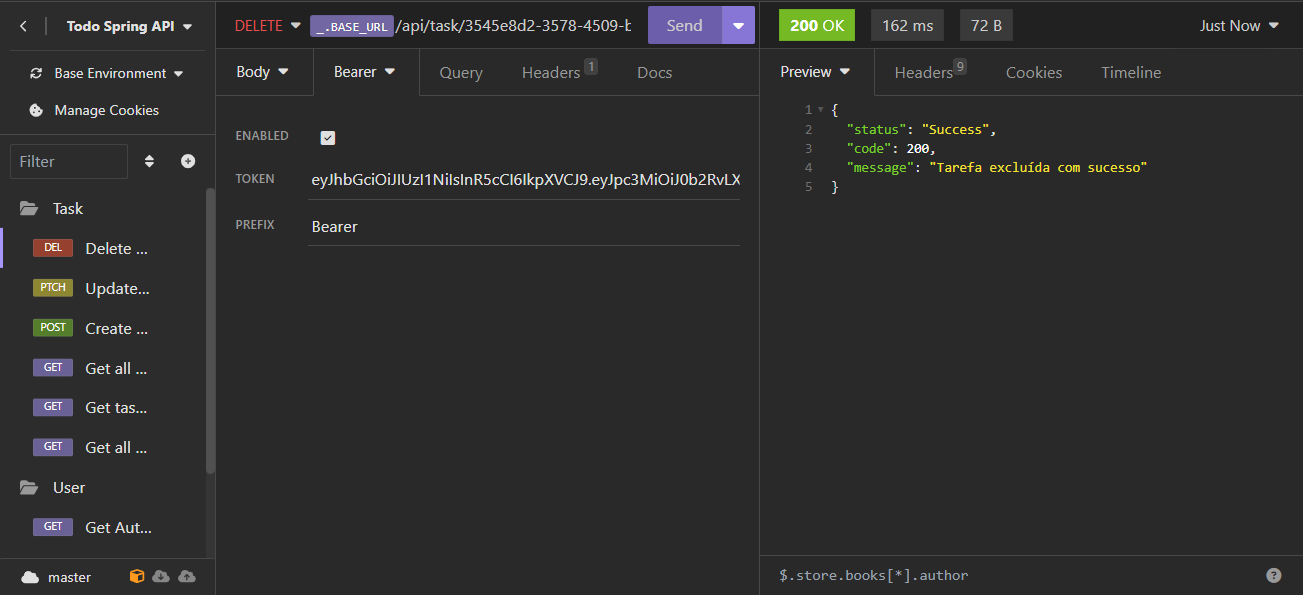 Todo Spring API
Base Environment
Manage Cookies
Filter
Task
DEL Delete ...
PTCH Update...
POST Create ...
GET Get all ...
GET Get tas...
GET Get all ...
User
GET Get Aut...
master
DELETE _.BASE_URL /api/task/3545e8d2-3578-4509-b Send
Body Bearer Query Headers 1 Docs
ENABLED
TOKEN eyJhbGciOiJIUzI1NiIsInR5cCI6IkpXVCJ9.eyJpc3MiOiJ0b2RvLX
PREFIX Bearer
200 OK 162 ms 72 B Just Now
Preview Headers 9 Cookies Timeline
1 {
2 "status": "Success",
3 "code": 200,
4 "message": "Tarefa excluída com sucesso"
5 }
$.store.books[*].author